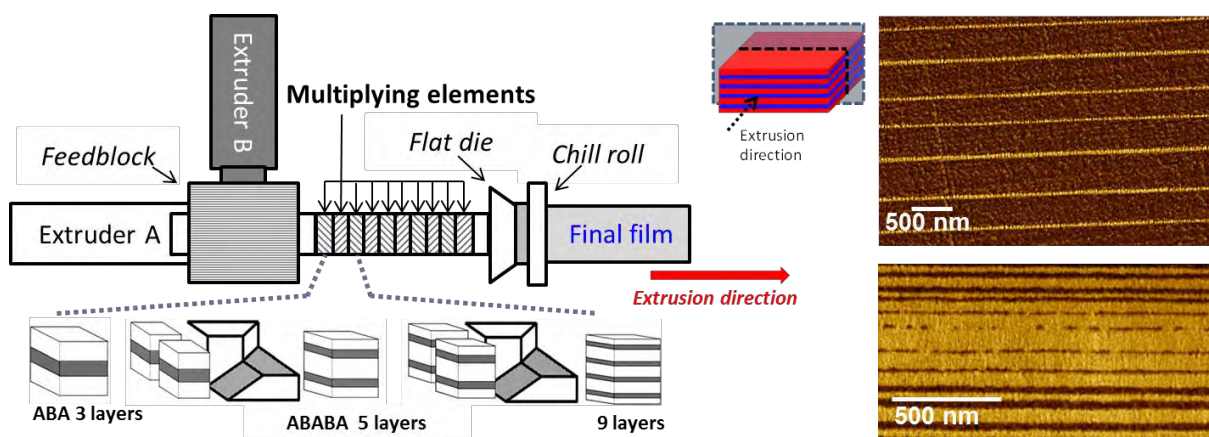 Extruder B
Multiplying elements
Feedblock
Flat die
Chill roll
Extruder A
Final film
Extrusion direction
ABA 3 layers
ABABA 5 layers
9 layers
Extrusion
direction
500 nm
500 nm